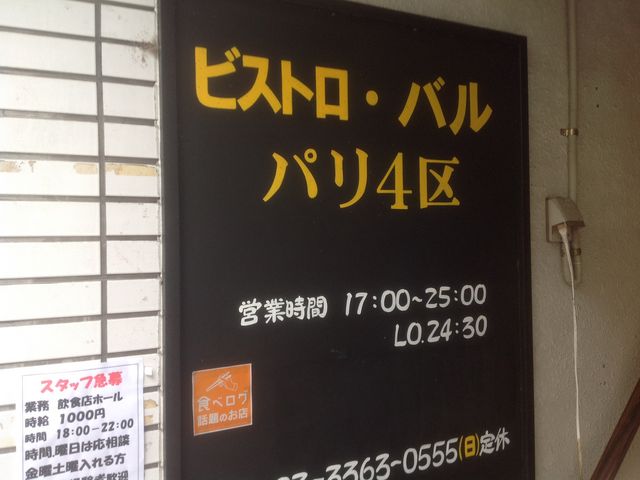 ビストロ・バル
パリ4区
営業時間 17:00~25:00
LO.24:30
食べログ
話題のお店
3-3363-0555(日)定休
スタッフ急募
業務 飲食店ホール
時給 1000円
時間 18:00-22:00
時間,曜日は応相談
金曜土曜入れる方